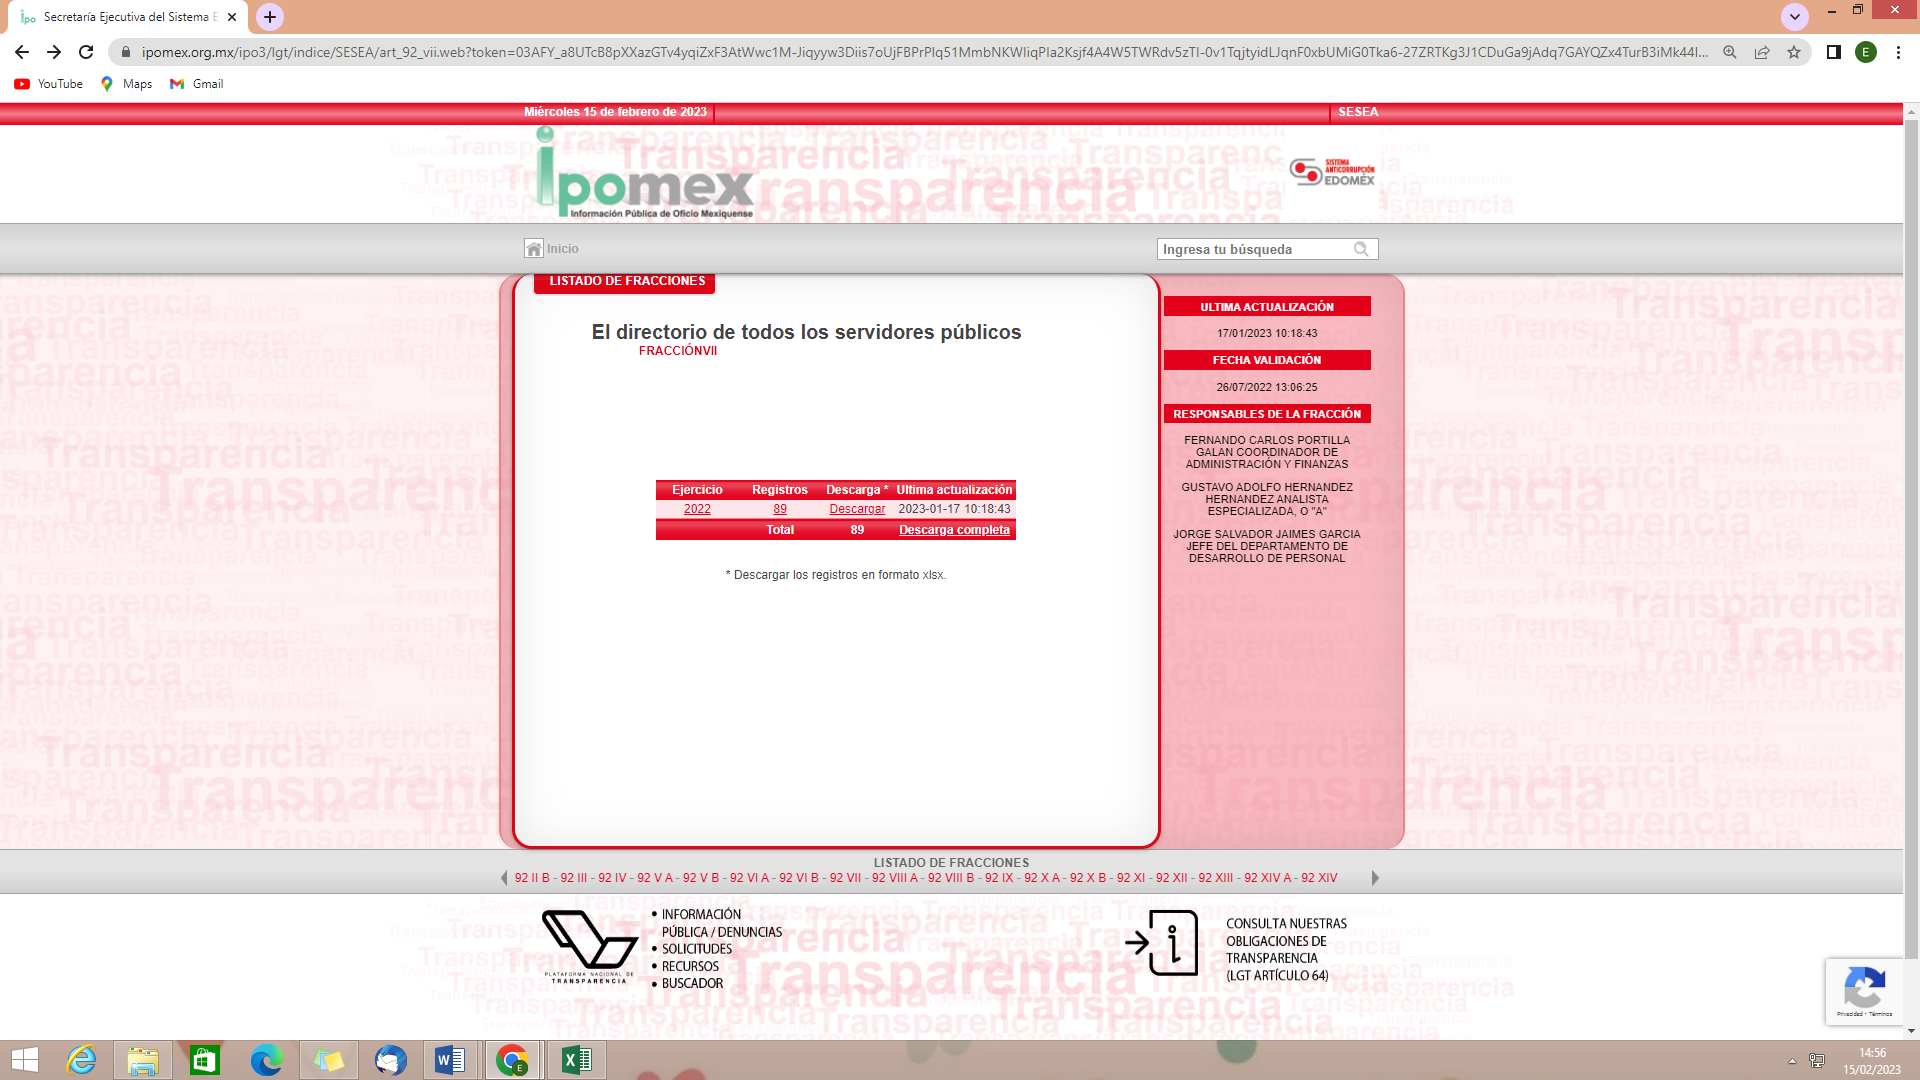 Secretaría Ejecutiva del Sistema E
ipomex.org.mx/ipo3/lgt/indice/SESEA/art_92_vii.web?token=
YouTube
Maps
Gmail
Miércoles 15 de febrero de 2023
SESEA
ipomex
Información Pública de Oficio Mexiquense
SISTEMA
ANTICORRUPCIÓN
EDOMÉX
Inicio
Ingresa tu búsqueda
LISTADO DE FRACCIONES
El directorio de todos los servidores públicos
FRACCIÓNVII
Ejercicio Registros Descarga * Ultima actualización
2022 89 Descargar 2023-01-17 10:18:43
Total 89 Descarga completa
* Descargar los registros en formato xlsx.
ULTIMA ACTUALIZACIÓN
17/01/2023 10:18:43
FECHA VALIDACIÓN
26/07/2022 13:06:25
RESPONSABLES DE LA FRACCIÓN
FERNANDO CARLOS PORTILLA
GALAN COORDINADOR DE
ADMINISTRACIÓN Y FINANZAS
GUSTAVO ADOLFO HERNANDEZ
HERNANDEZ ANALISTA
ESPECIALIZADA, O "A"
JORGE SALVADOR JAIMES GARCIA
JEFE DEL DEPARTAMENTO DE
DESARROLLO DE PERSONAL
LISTADO DE FRACCIONES
92 II B - 92 III - 92 IV - 92 V A - 92 V B - 92 VI A - 92 VI B - 92 VII - 92 VIII A - 92 VIII B - 92 IX - 92 X A - 92 X B - 92 XI - 92 XII - 92 XIII - 92 XIV A - 92 XIV
PLATAFORMA NACIONAL DE
TRANSPARENCIA
• INFORMACIÓN
PÚBLICA / DENUNCIAS
• SOLICITUDES
• RECURSOS
• BUSCADOR
CONSULTA NUESTRAS
OBLIGACIONES DE
TRANSPARENCIA
(LGT ARTÍCULO 64)
Privacidad - Términos
14:56
15/02/2023